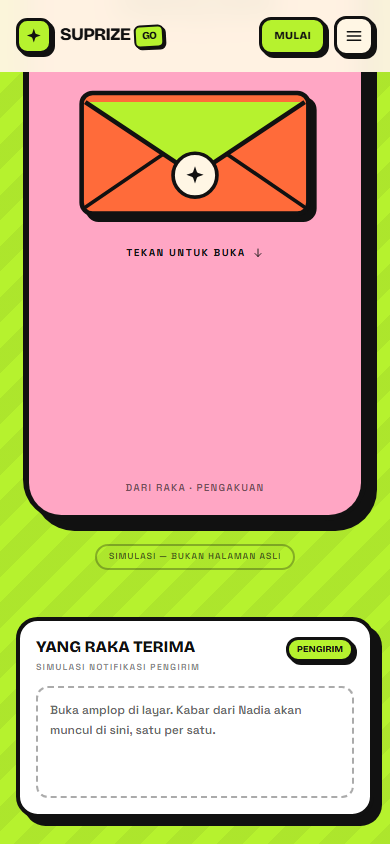 SUPRIZE GO
MULAI
TEKAN UNTUK BUKA ↓
DARI RAKA · PENGAKUAN
SIMULASI — BUKAN HALAMAN ASLI
YANG RAKA TERIMA
PENGIRIM
SIMULASI NOTIFIKASI PENGIRIM
Buka amplop di layar. Kabar dari Nadia akan
muncul di sini, satu per satu.